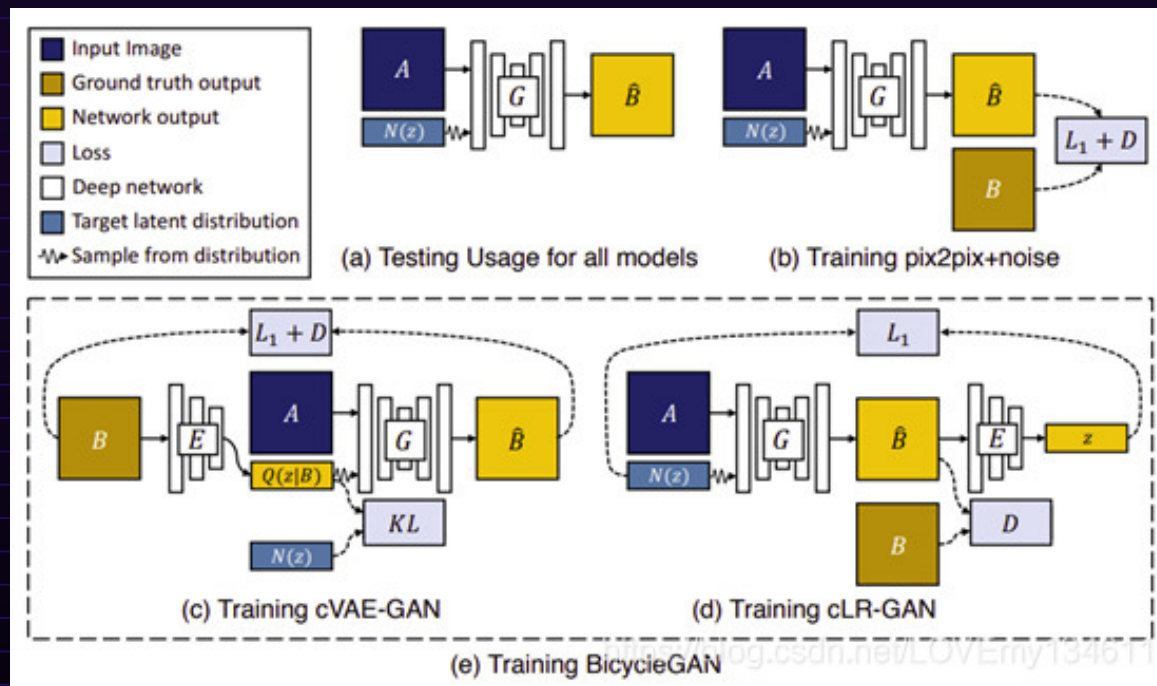 Input Image
Ground truth output
Network output
Loss
Deep network
Target latent distribution
Sample from distribution
A
N(z)
G
B̂
(a) Testing Usage for all models
A
N(z)
G
B̂
B
L₁ + D
(b) Training pix2pix+noise
L₁ + D
B
E
A
Q(z|B)
G
B̂
KL
N(z)
(c) Training cVAE-GAN
L₁
A
N(z)
G
B̂
E
z
B
D
(d) Training cLR-GAN
(e) Training BicycieGAN
https://blog.csdn.net/LOVEmy134611